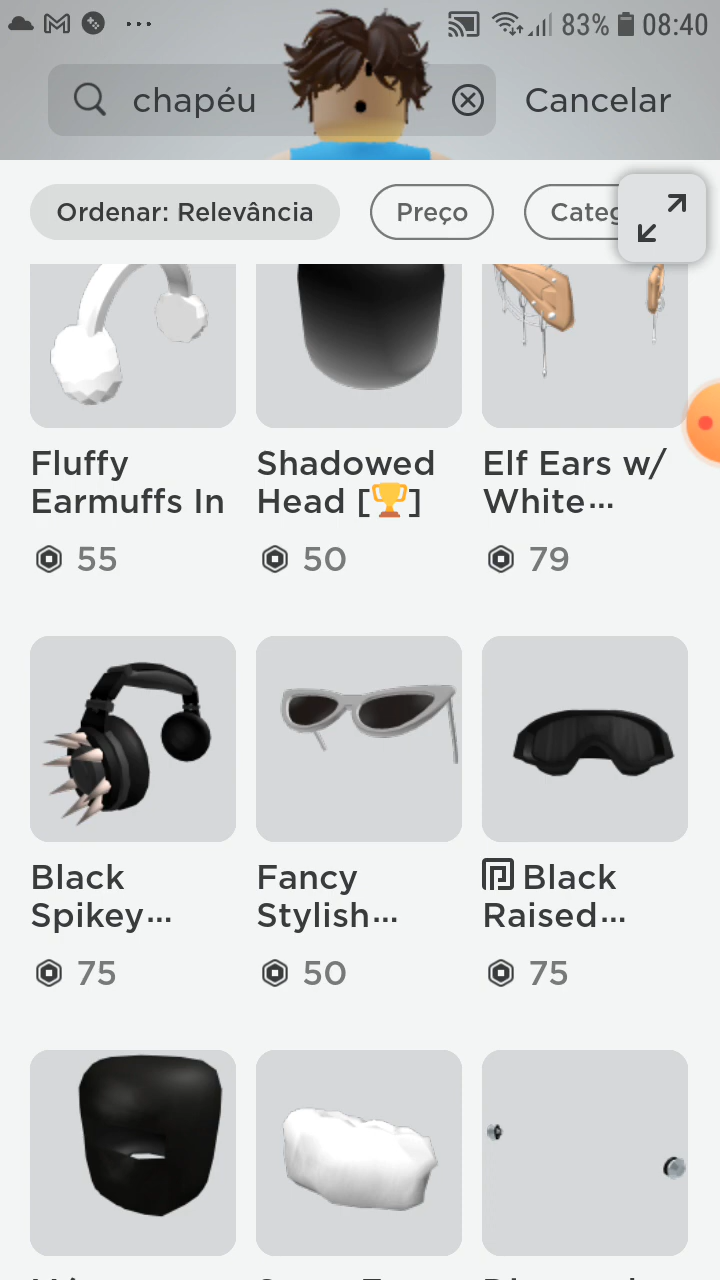 83% 08:40
chapéu Cancelar
Ordenar: Relevância Preço Categ
Fluffy Earmuffs In
55
Shadowed Head [🏆]
50
Elf Ears w/ White...
79
Black Spikey...
75
Fancy Stylish...
50
Black Raised...
75